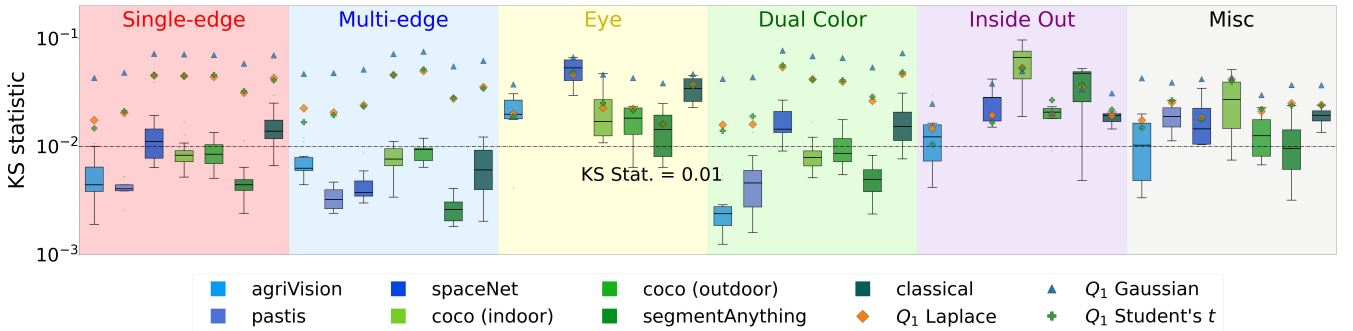 Single-edge Multi-edge Eye Dual Color Inside Out Misc
KS statistic
10⁻¹
10⁻²
10⁻³
KS Stat. = 0.01
agriVision spaceNet coco (outdoor) classical Q₁ Gaussian
pastis coco (indoor) segmentAnything Q₁ Laplace Q₁ Student's t